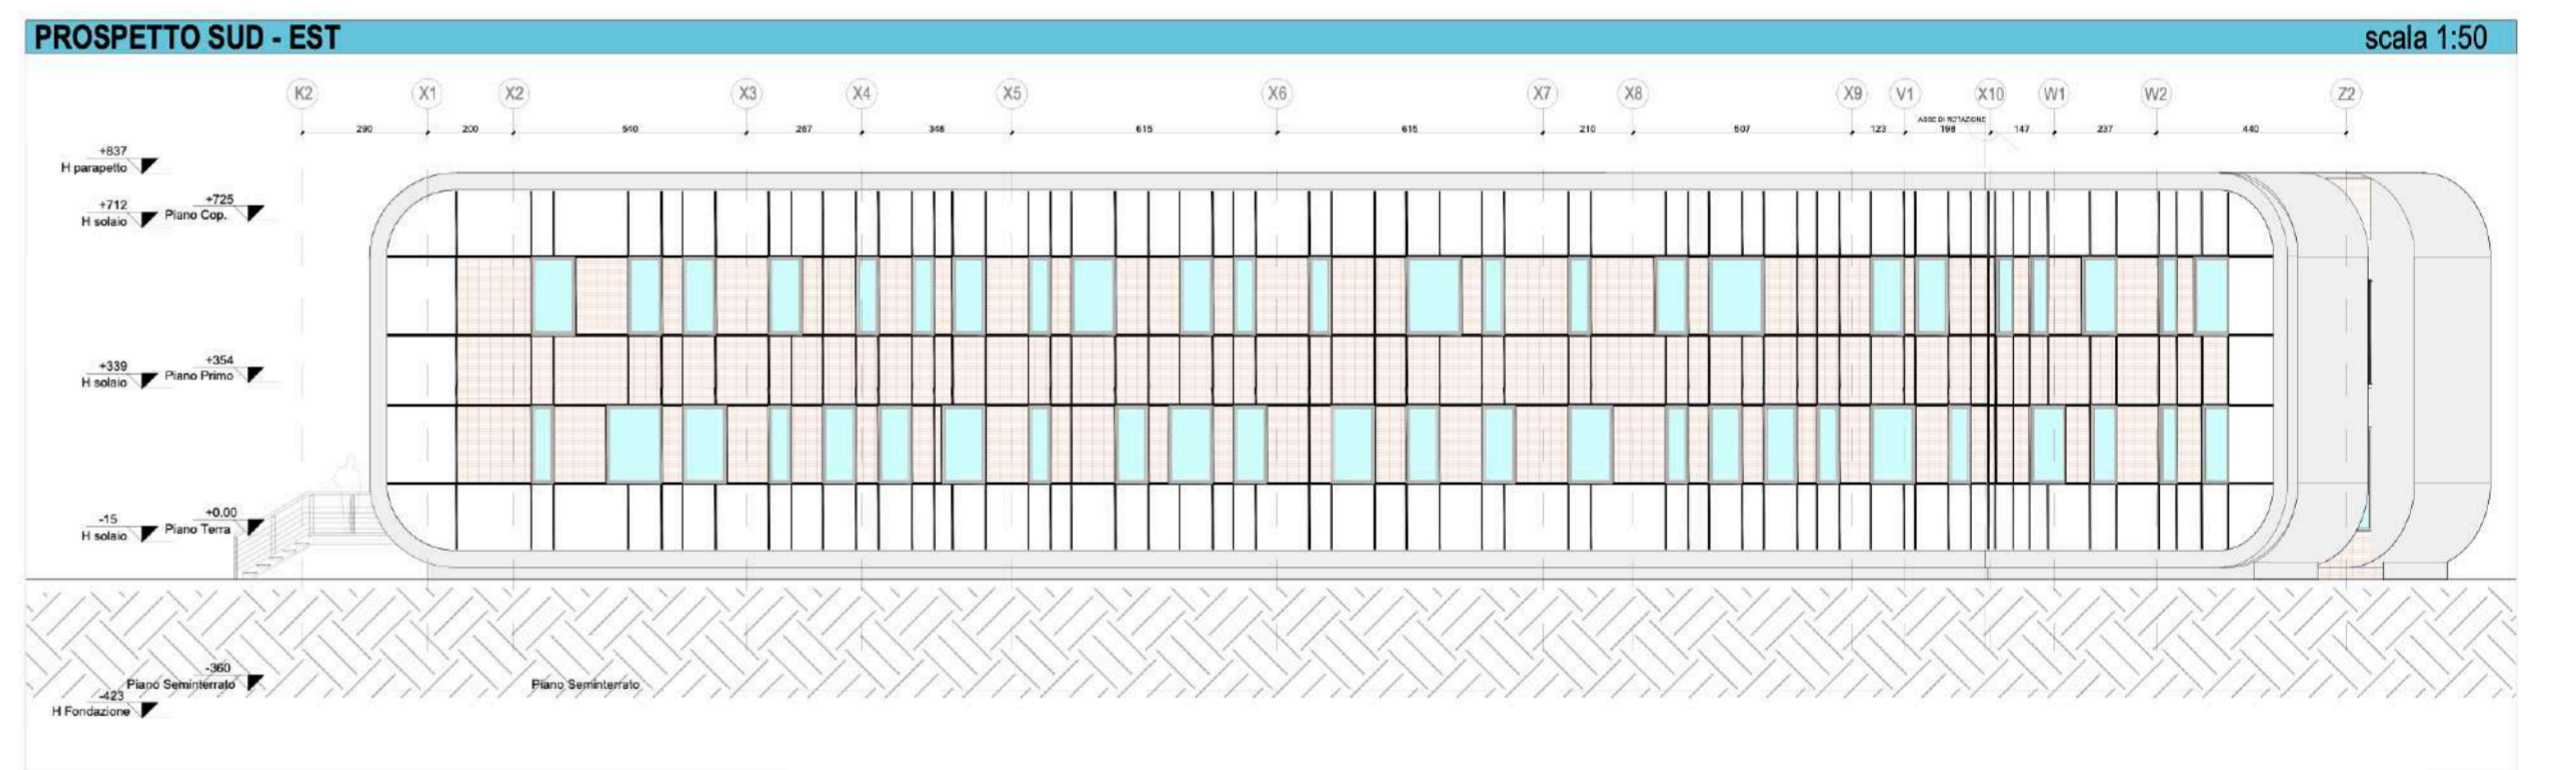 PROSPETTO SUD - EST scala 1:50
K2 X1 X2 X3 X4 X5 X6 X7 X8 X9 V1 X10 W1 W2 Z2
ASSE DI ROTAZIONE
290 200 540 267 348 615 615 210 507 123 198 147 237 440
+837
H parapetto
+712 +725
H solaio Piano Cop.
+339 +354
H solaio Piano Primo
-15 +0.00
H solaio Piano Terra
-360
Piano Seminterrato Piano Seminterrato
-423
H Fondazione